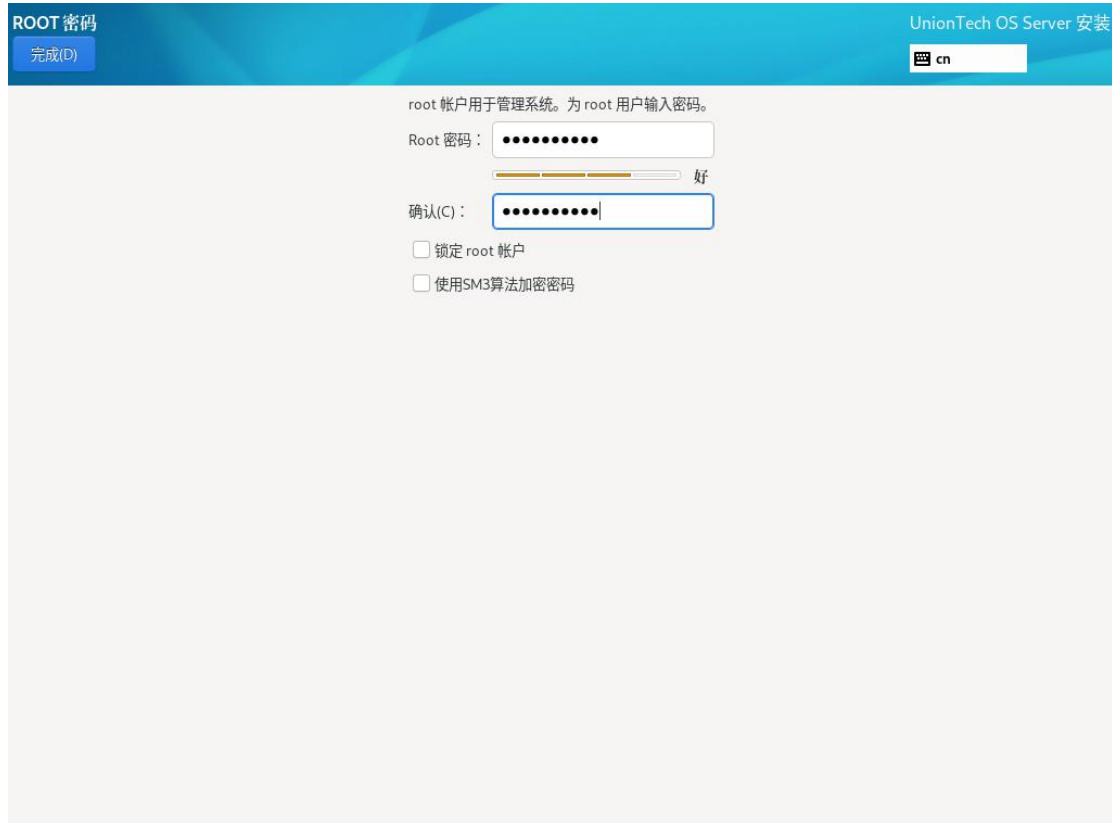 ROOT 密码
UnionTech OS Server 安装
完成(D)
cn
root 帐户用于管理系统。为 root 用户输入密码。
Root 密码：
●●●●●●●●●●
好
确认(C)：
●●●●●●●●●●
锁定 root 帐户
使用SM3算法加密密码